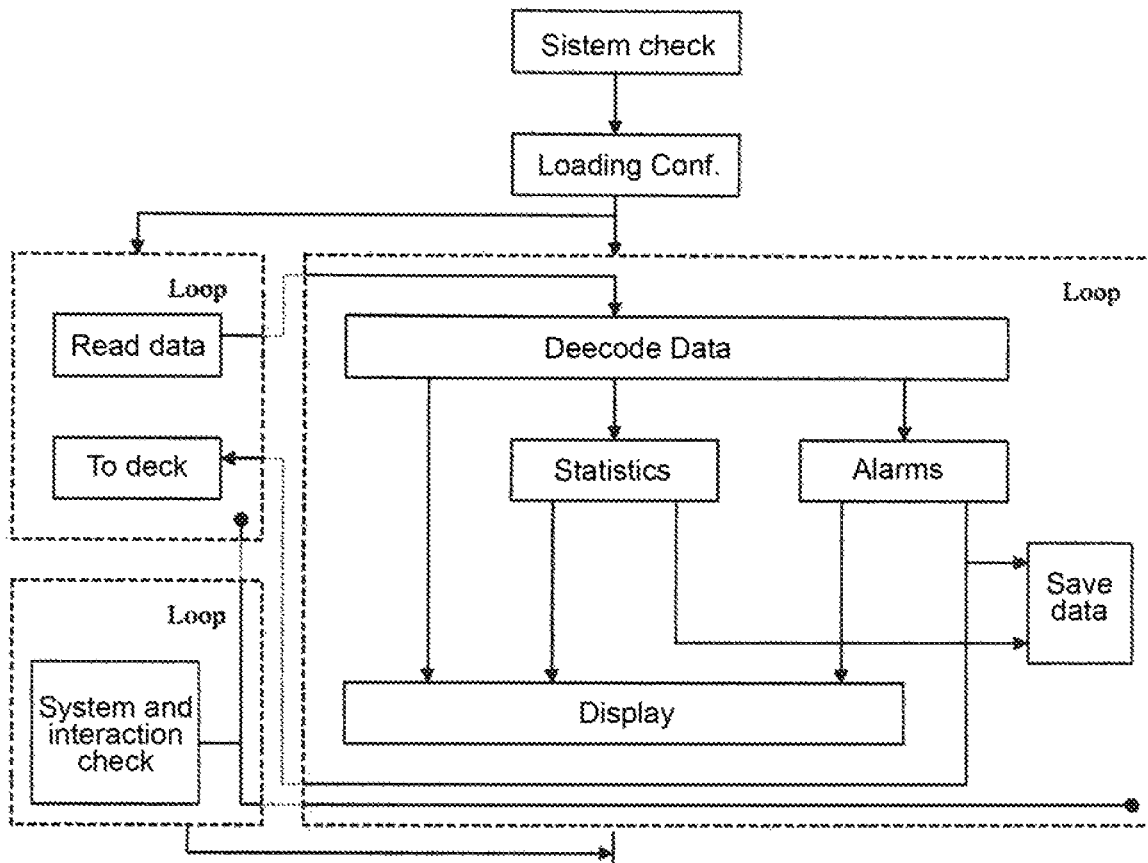 Sistem check
Loading Conf.
Loop
Read data
To deck
Loop
Deecode Data
Statistics
Alarms
Save
data
Display
Loop
System and
interaction
check